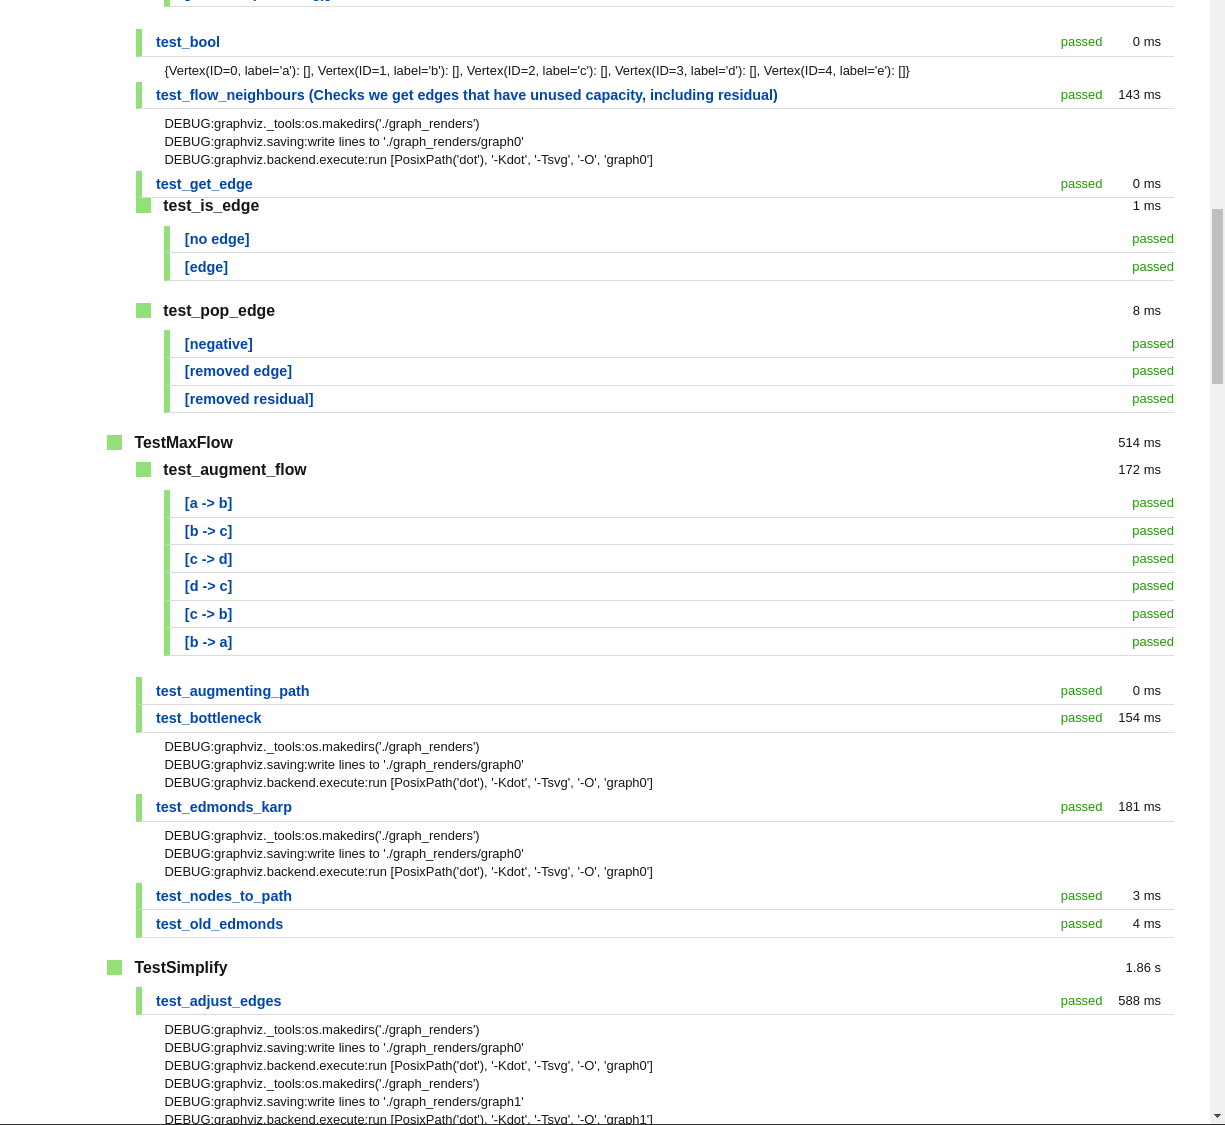 test_bool passed 0 ms
{Vertex(ID=0, label='a'): [], Vertex(ID=1, label='b'): [], Vertex(ID=2, label='c'): [], Vertex(ID=3, label='d'): [], Vertex(ID=4, label='e'): []}
test_flow_neighbours (Checks we get edges that have unused capacity, including residual) passed 143 ms
DEBUG:graphviz._tools:os.makedirs('./graph_renders')
DEBUG:graphviz.saving:write lines to './graph_renders/graph0'
DEBUG:graphviz.backend.execute:run [PosixPath('dot'), '-Kdot', '-Tsvg', '-O', 'graph0']
test_get_edge passed 0 ms
test_is_edge 1 ms
[no edge] passed
[edge] passed
test_pop_edge 8 ms
[negative] passed
[removed edge] passed
[removed residual] passed
TestMaxFlow 514 ms
test_augment_flow 172 ms
[a -> b] passed
[b -> c] passed
[c -> d] passed
[d -> c] passed
[c -> b] passed
[b -> a] passed
test_augmenting_path passed 0 ms
test_bottleneck passed 154 ms
DEBUG:graphviz._tools:os.makedirs('./graph_renders')
DEBUG:graphviz.saving:write lines to './graph_renders/graph0'
DEBUG:graphviz.backend.execute:run [PosixPath('dot'), '-Kdot', '-Tsvg', '-O', 'graph0']
test_edmonds_karp passed 181 ms
DEBUG:graphviz._tools:os.makedirs('./graph_renders')
DEBUG:graphviz.saving:write lines to './graph_renders/graph0'
DEBUG:graphviz.backend.execute:run [PosixPath('dot'), '-Kdot', '-Tsvg', '-O', 'graph0']
test_nodes_to_path passed 3 ms
test_old_edmonds passed 4 ms
TestSimplify 1.86 s
test_adjust_edges passed 588 ms
DEBUG:graphviz._tools:os.makedirs('./graph_renders')
DEBUG:graphviz.saving:write lines to './graph_renders/graph0'
DEBUG:graphviz.backend.execute:run [PosixPath('dot'), '-Kdot', '-Tsvg', '-O', 'graph0']
DEBUG:graphviz._tools:os.makedirs('./graph_renders')
DEBUG:graphviz.saving:write lines to './graph_renders/graph1'
DEBUG:graphviz.backend.execute:run [PosixPath('dot'), '-Kdot', '-Tsvg', '-O', 'graph1']